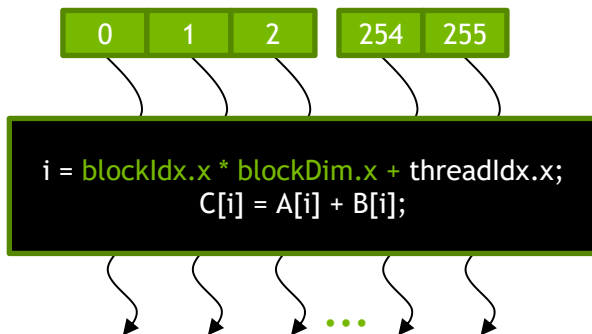 0 1 2 254 255
i = blockIdx.x * blockDim.x + threadIdx.x;
C[i] = A[i] + B[i];
...